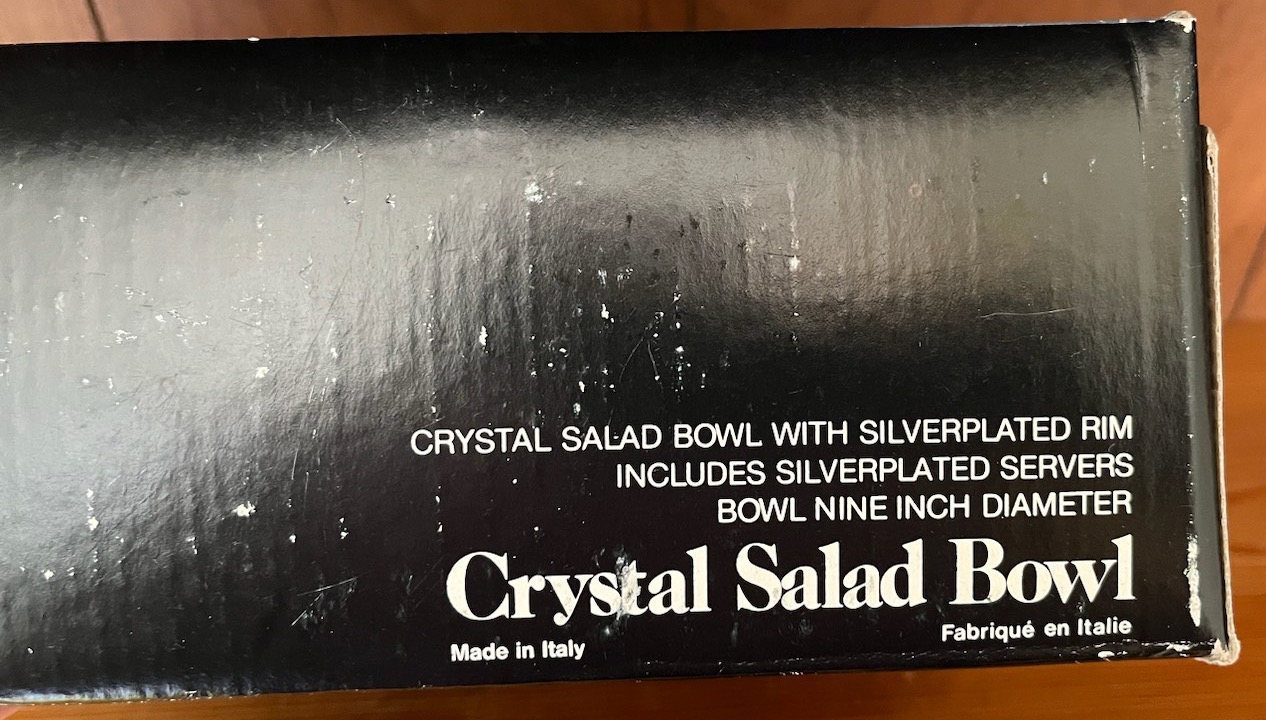 CRYSTAL SALAD BOWL WITH SILVERPLATED RIM
INCLUDES SILVERPLATED SERVERS
BOWL NINE INCH DIAMETER
Crystal Salad Bowl
Made in Italy Fabriqué en Italie